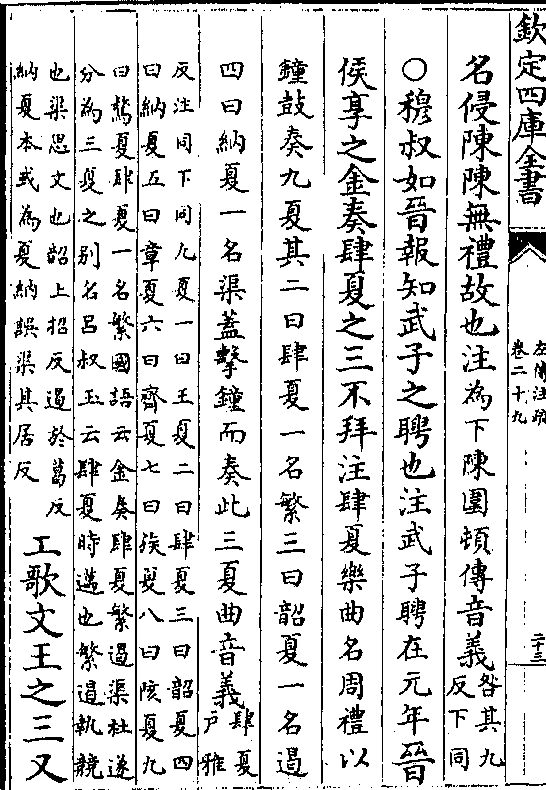 欽定四庫全書
左傳注疏
卷二十九
二十三
名侵陳陳無禮故也注為下陳圍頓傳音義咎其九反下同
○穆叔如晉報知武子之聘也注武子聘在元年晉
侯享之金奏肆夏之三不拜注肆夏樂曲名周禮以
鐘鼓奏九夏其二曰肆夏一名繁三曰韶夏一名遏
四曰納夏一名渠蓋擊鐘而奏此三夏曲音義肆夏户雅
反注同下同九夏一曰王夏二曰肆夏三曰韶夏四
曰納夏五曰章夏六曰齊夏七曰族夏八曰陔夏九
曰驁夏肆夏一名繁國語云金奏肆夏繁遏渠杜遂
分為三夏之别名吕叔玉云肆夏時邁也繁遏執競
也渠思文也韶上招反遏於葛反
納夏本或為夏納誤渠其居反
工歌文王之三又